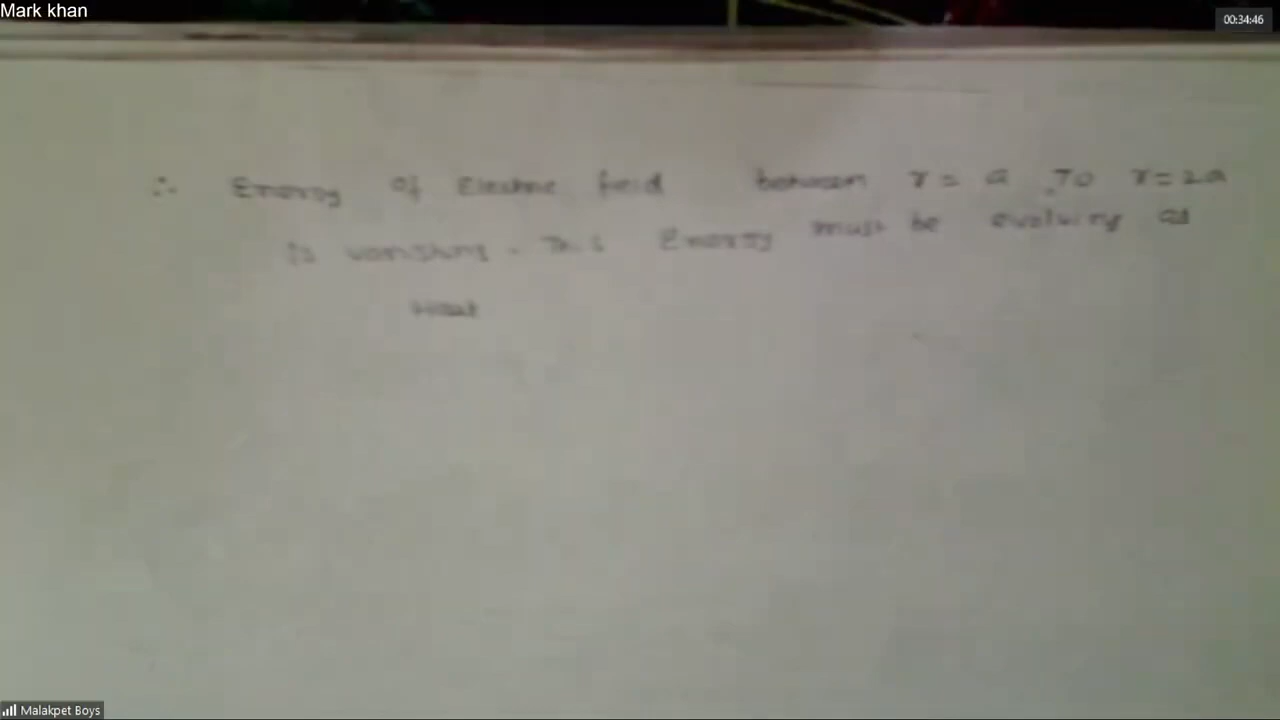 Mark khan
00:34:46
∴ Energy of Electric field between r = a To r = 2a
is vanishing. This Energy must be evolving as
Heat
Malakpet Boys